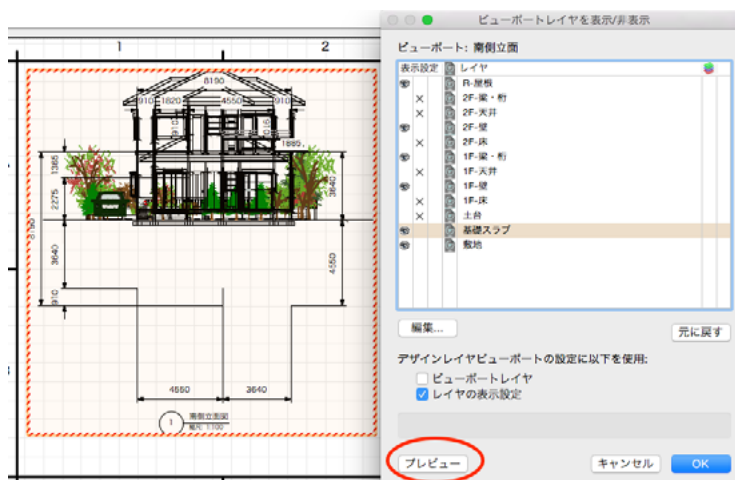 1
2
8190
910
1820
4550
910
910
1885
1365
2275
3640
8190
3640
4550
910
4550
3640
1
南側立面図
縮尺 1:100
ビューポートレイヤを表示/非表示
ビューポート: 南側立面
表示設定 レイヤ
R-屋根
2F-梁・桁
2F-天井
2F-壁
2F-床
1F-梁・桁
1F-天井
1F-壁
1F-床
土台
基礎スラブ
敷地
編集...
元に戻す
デザインレイヤビューポートの設定に以下を使用:
ビューポートレイヤ
レイヤの表示設定
プレビュー
キャンセル
OK